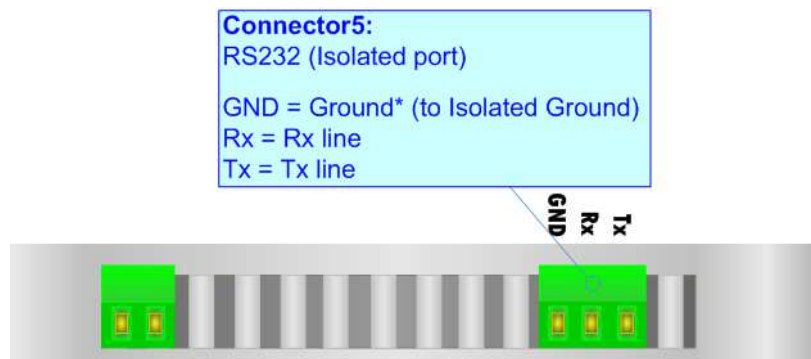 Connector5:
RS232 (Isolated port)
GND = Ground* (to Isolated Ground)
Rx = Rx line
Tx = Tx line
GND
Rx
Tx